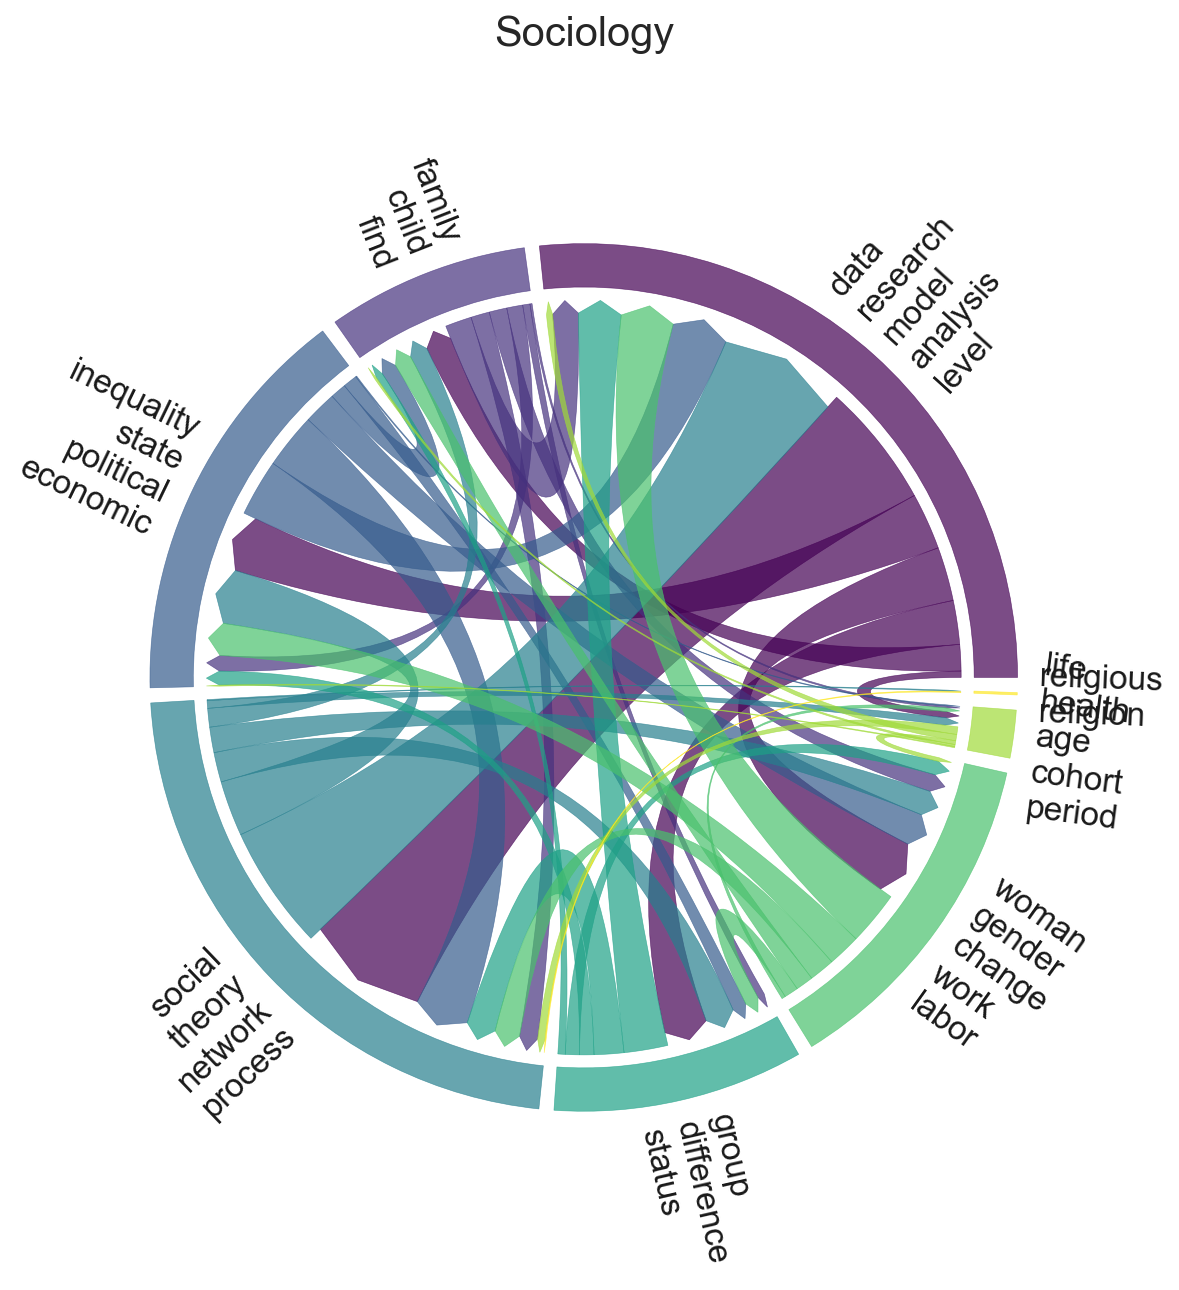 Sociology
family
child
find
data
research
model
analysis
level
inequality
state
political
economic
life
religious
health
religion
age
cohort
period
woman
gender
change
work
labor
social
theory
network
process
group
difference
status